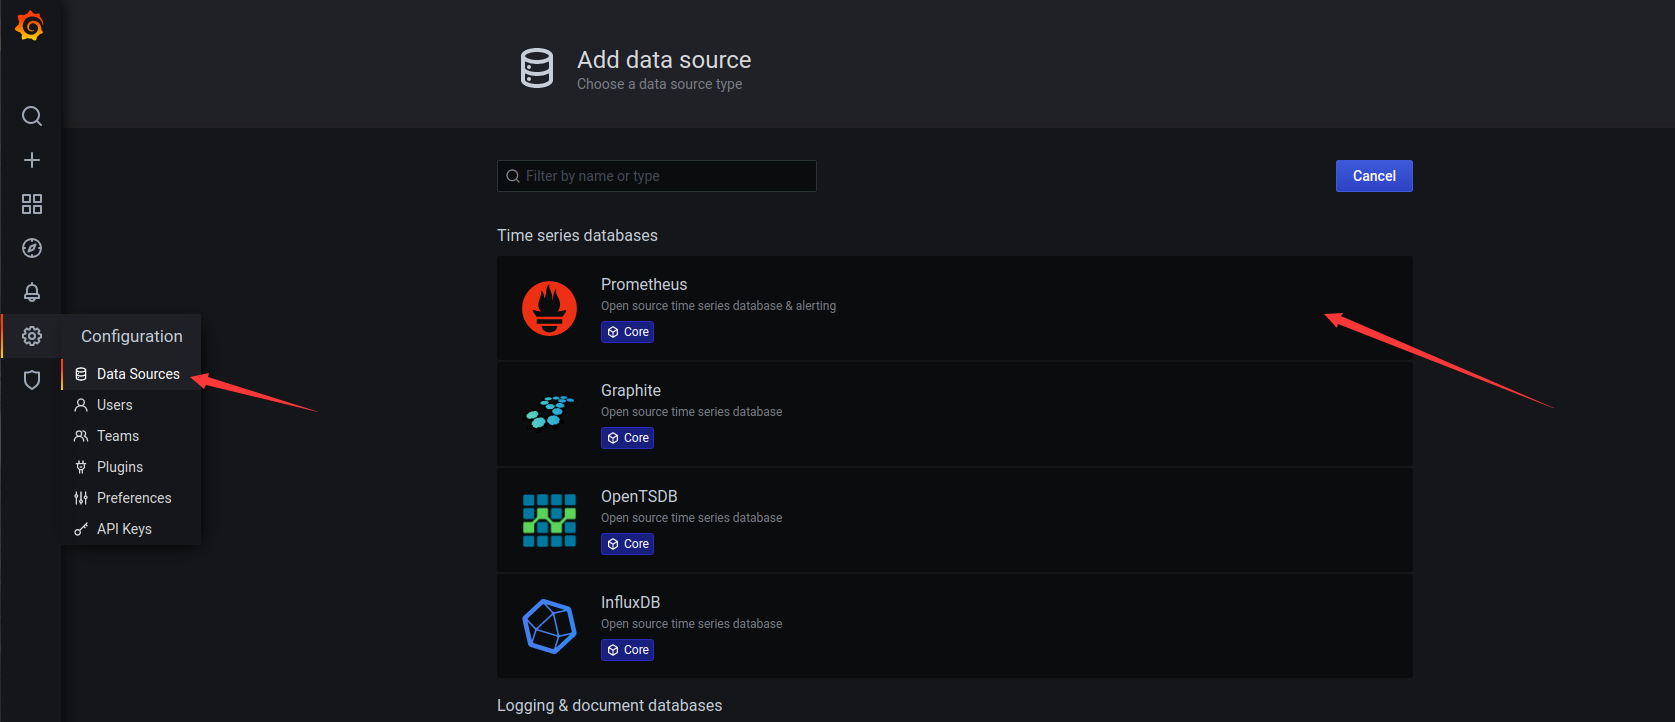 Add data source
Choose a data source type
Filter by name or type
Cancel
Time series databases
Prometheus
Open source time series database & alerting
Core
Configuration
Data Sources
Users
Teams
Plugins
Preferences
API Keys
Graphite
Open source time series database
Core
OpenTSDB
Open source time series database
Core
InfluxDB
Open source time series database
Core
Logging & document databases